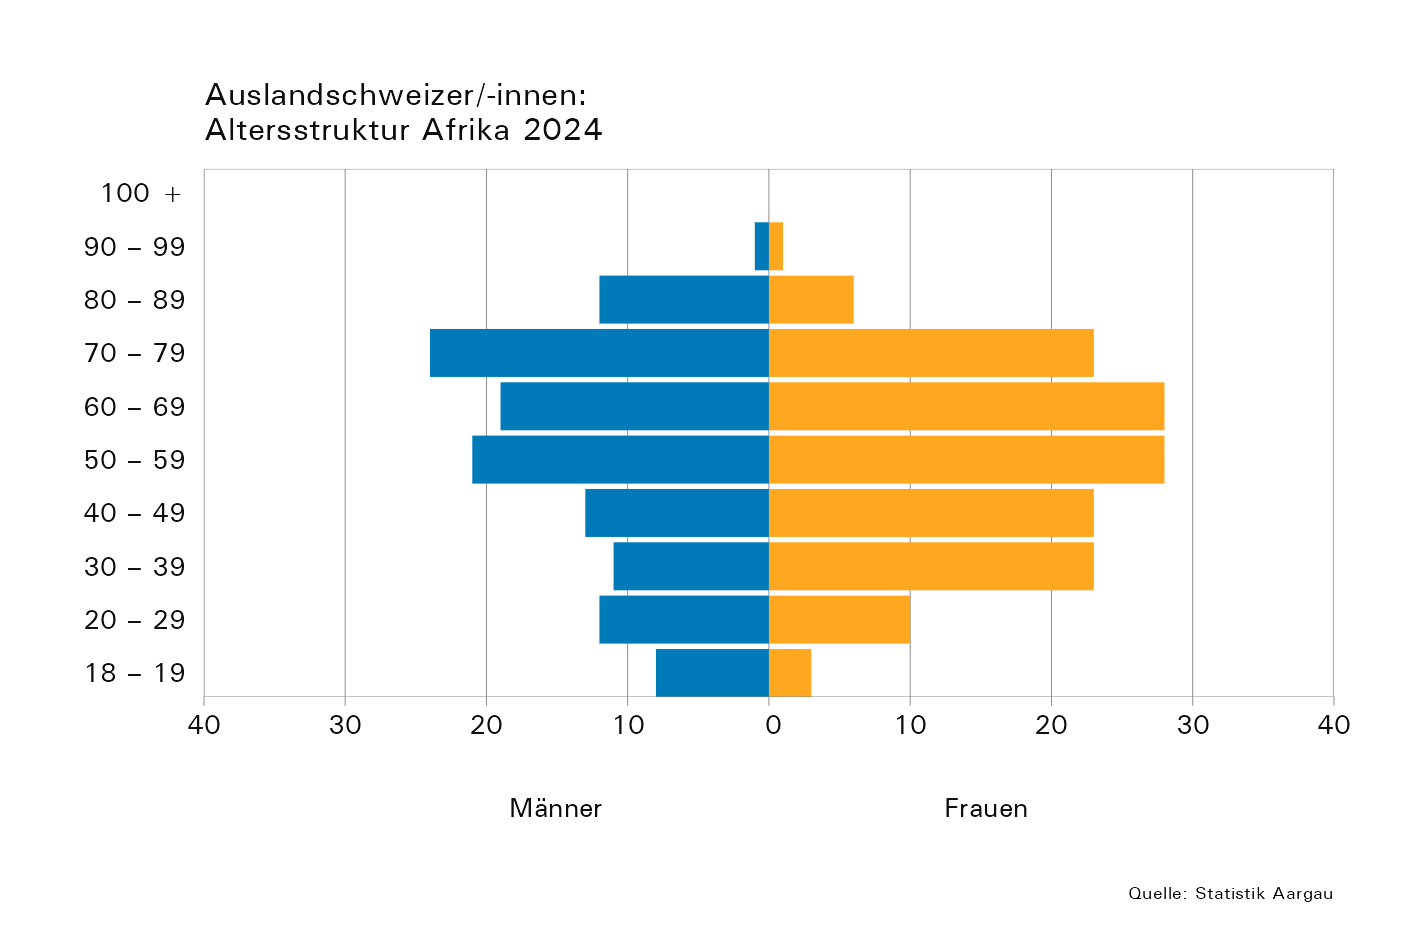 Auslandschweizer/-innen:
Altersstruktur Afrika 2024
100 +
90 – 99
80 – 89
70 – 79
60 – 69
50 – 59
40 – 49
30 – 39
20 – 29
18 – 19
40 30 20 10 0 10 20 30 40
Männer Frauen
Quelle: Statistik Aargau